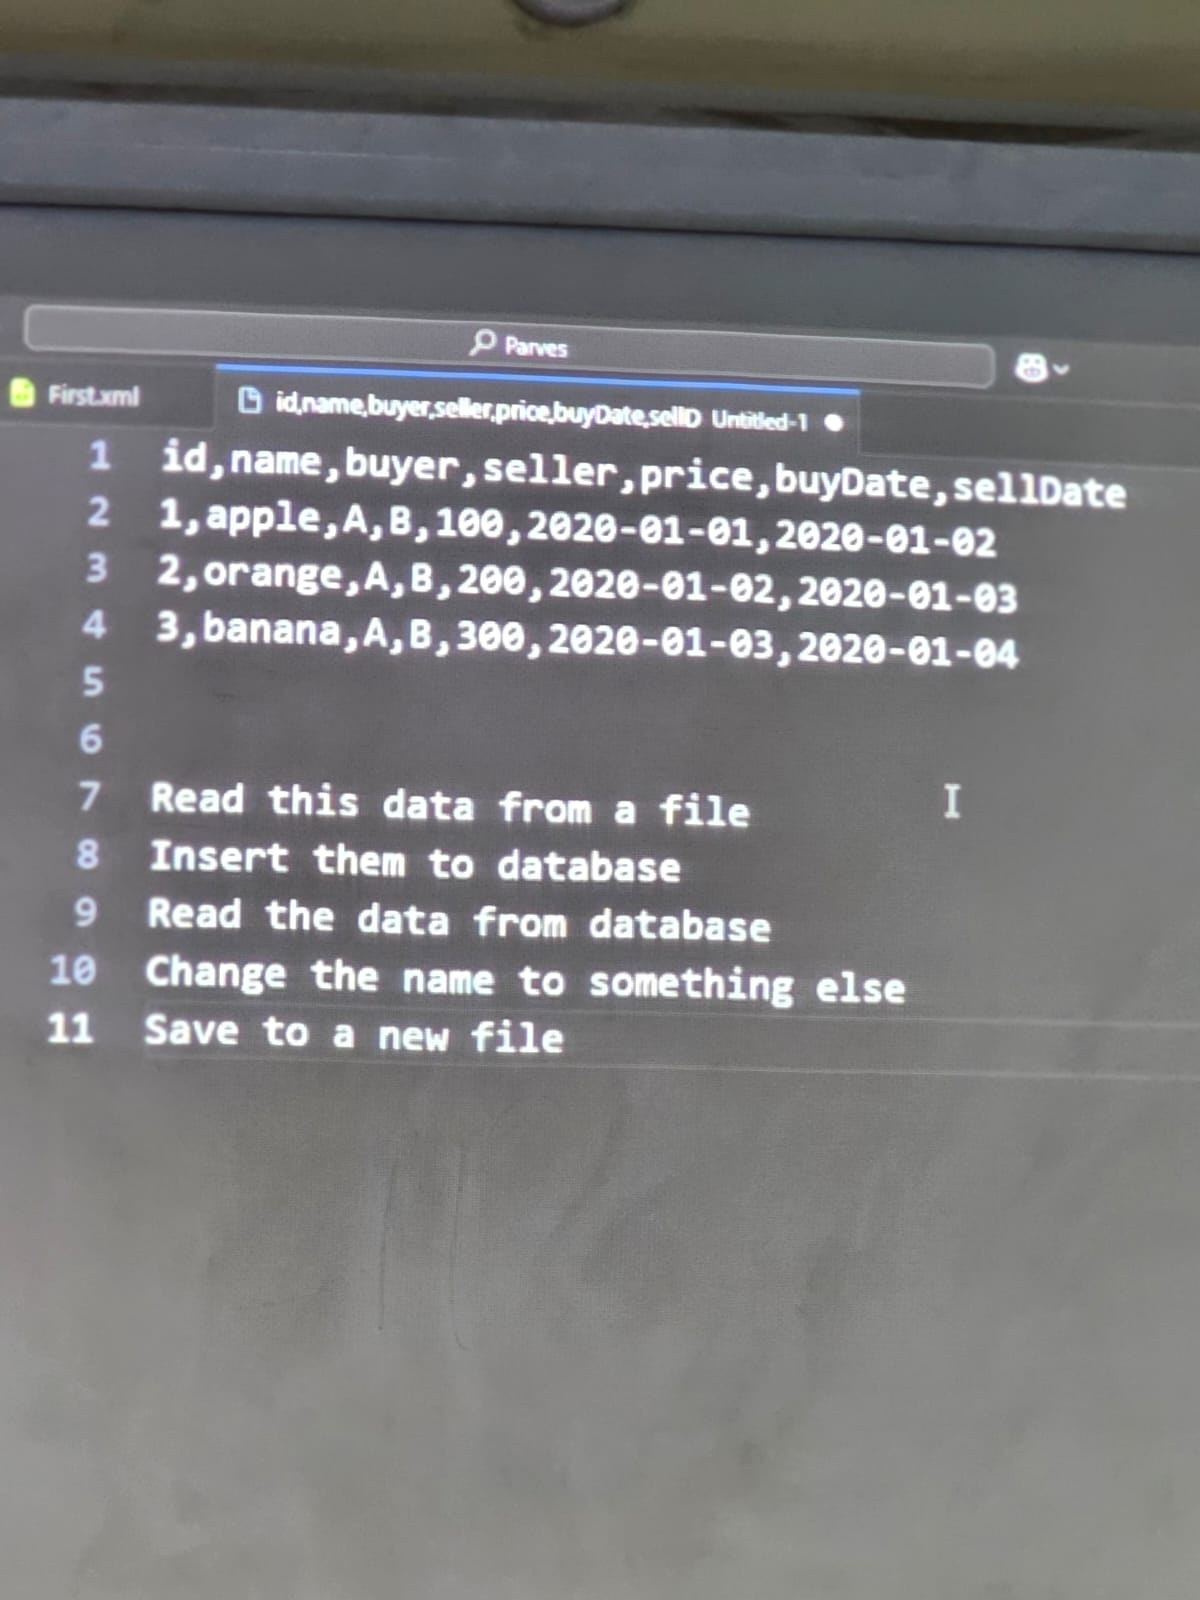 Parves
First.xml
id,name,buyer,seller,price,buyDate,sellD Untitled-1
1 id,name,buyer,seller,price,buyDate,sellDate
2 1,apple,A,B,100,2020-01-01,2020-01-02
3 2,orange,A,B,200,2020-01-02,2020-01-03
4 3,banana,A,B,300,2020-01-03,2020-01-04
5
6
7 Read this data from a file
8 Insert them to database
9 Read the data from database
10 Change the name to something else
11 Save to a new file